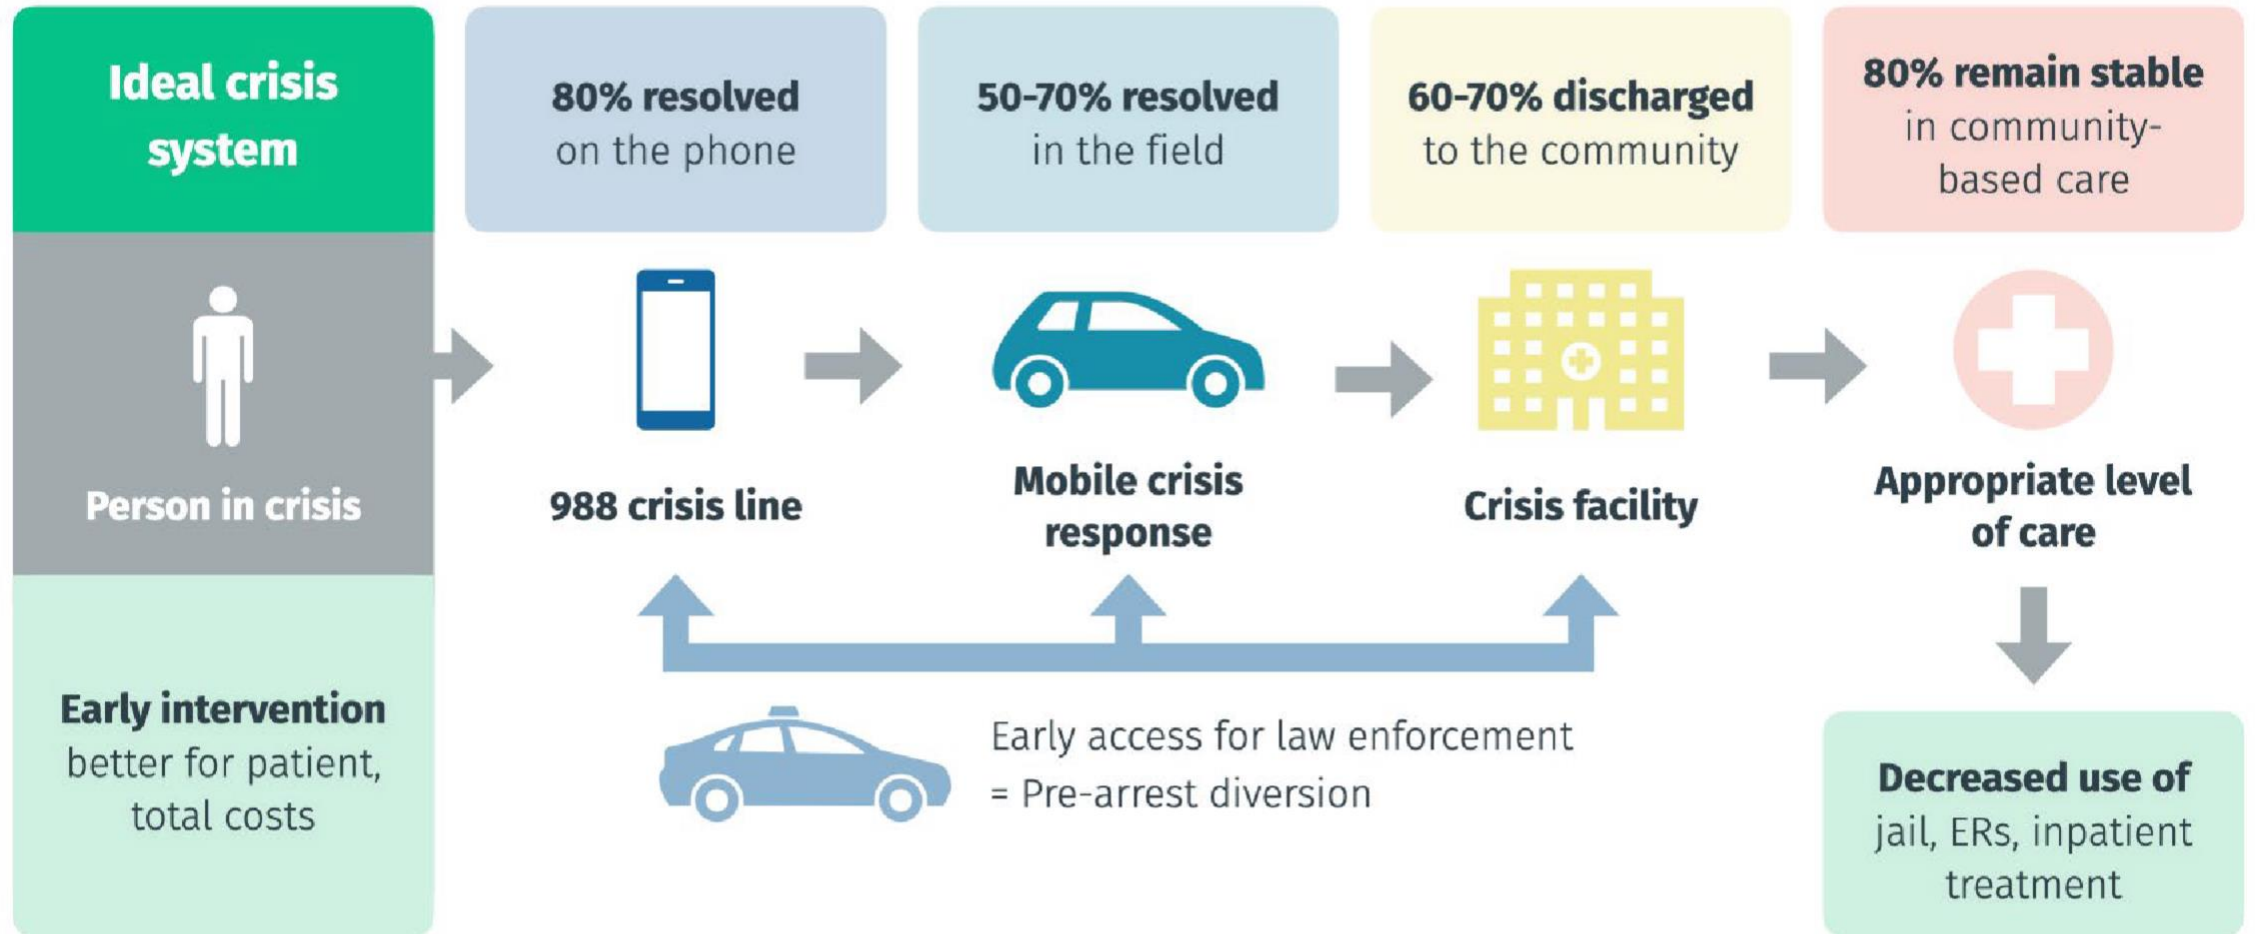 Ideal crisis
system
Person in crisis
Early intervention
better for patient,
total costs
80% resolved
on the phone
988 crisis line
50-70% resolved
in the field
Mobile crisis
response
60-70% discharged
to the community
Crisis facility
80% remain stable
in community-
based care
Appropriate level
of care
Early access for law enforcement
= Pre-arrest diversion
Decreased use of
jail, ERs, inpatient
treatment